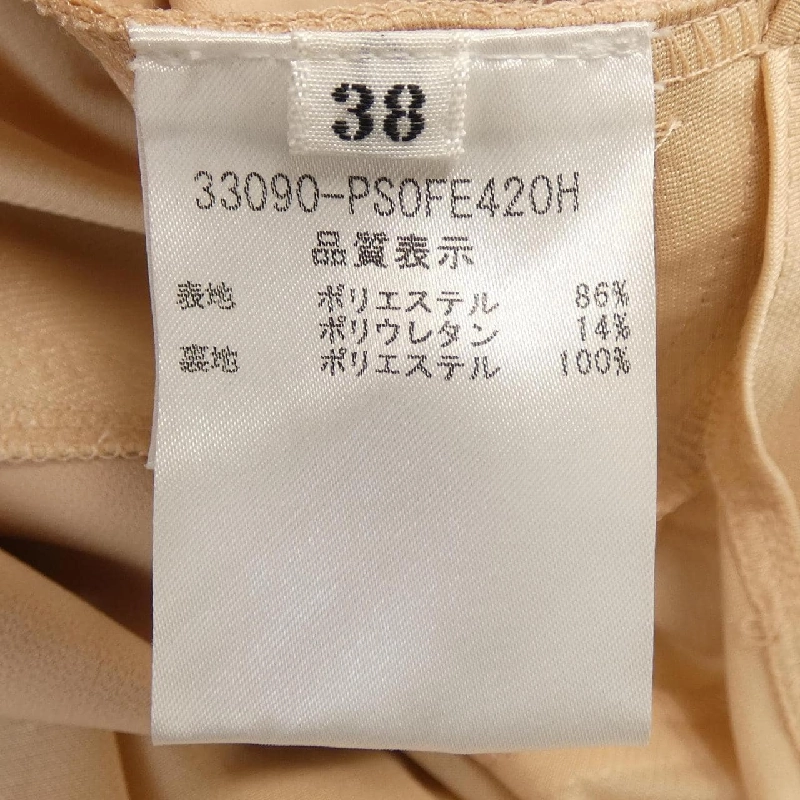 38
33090-PS0FE420H
品質表示
表地 ポリエステル 86%
ポリウレタン 14%
裏地 ポリエステル 100%